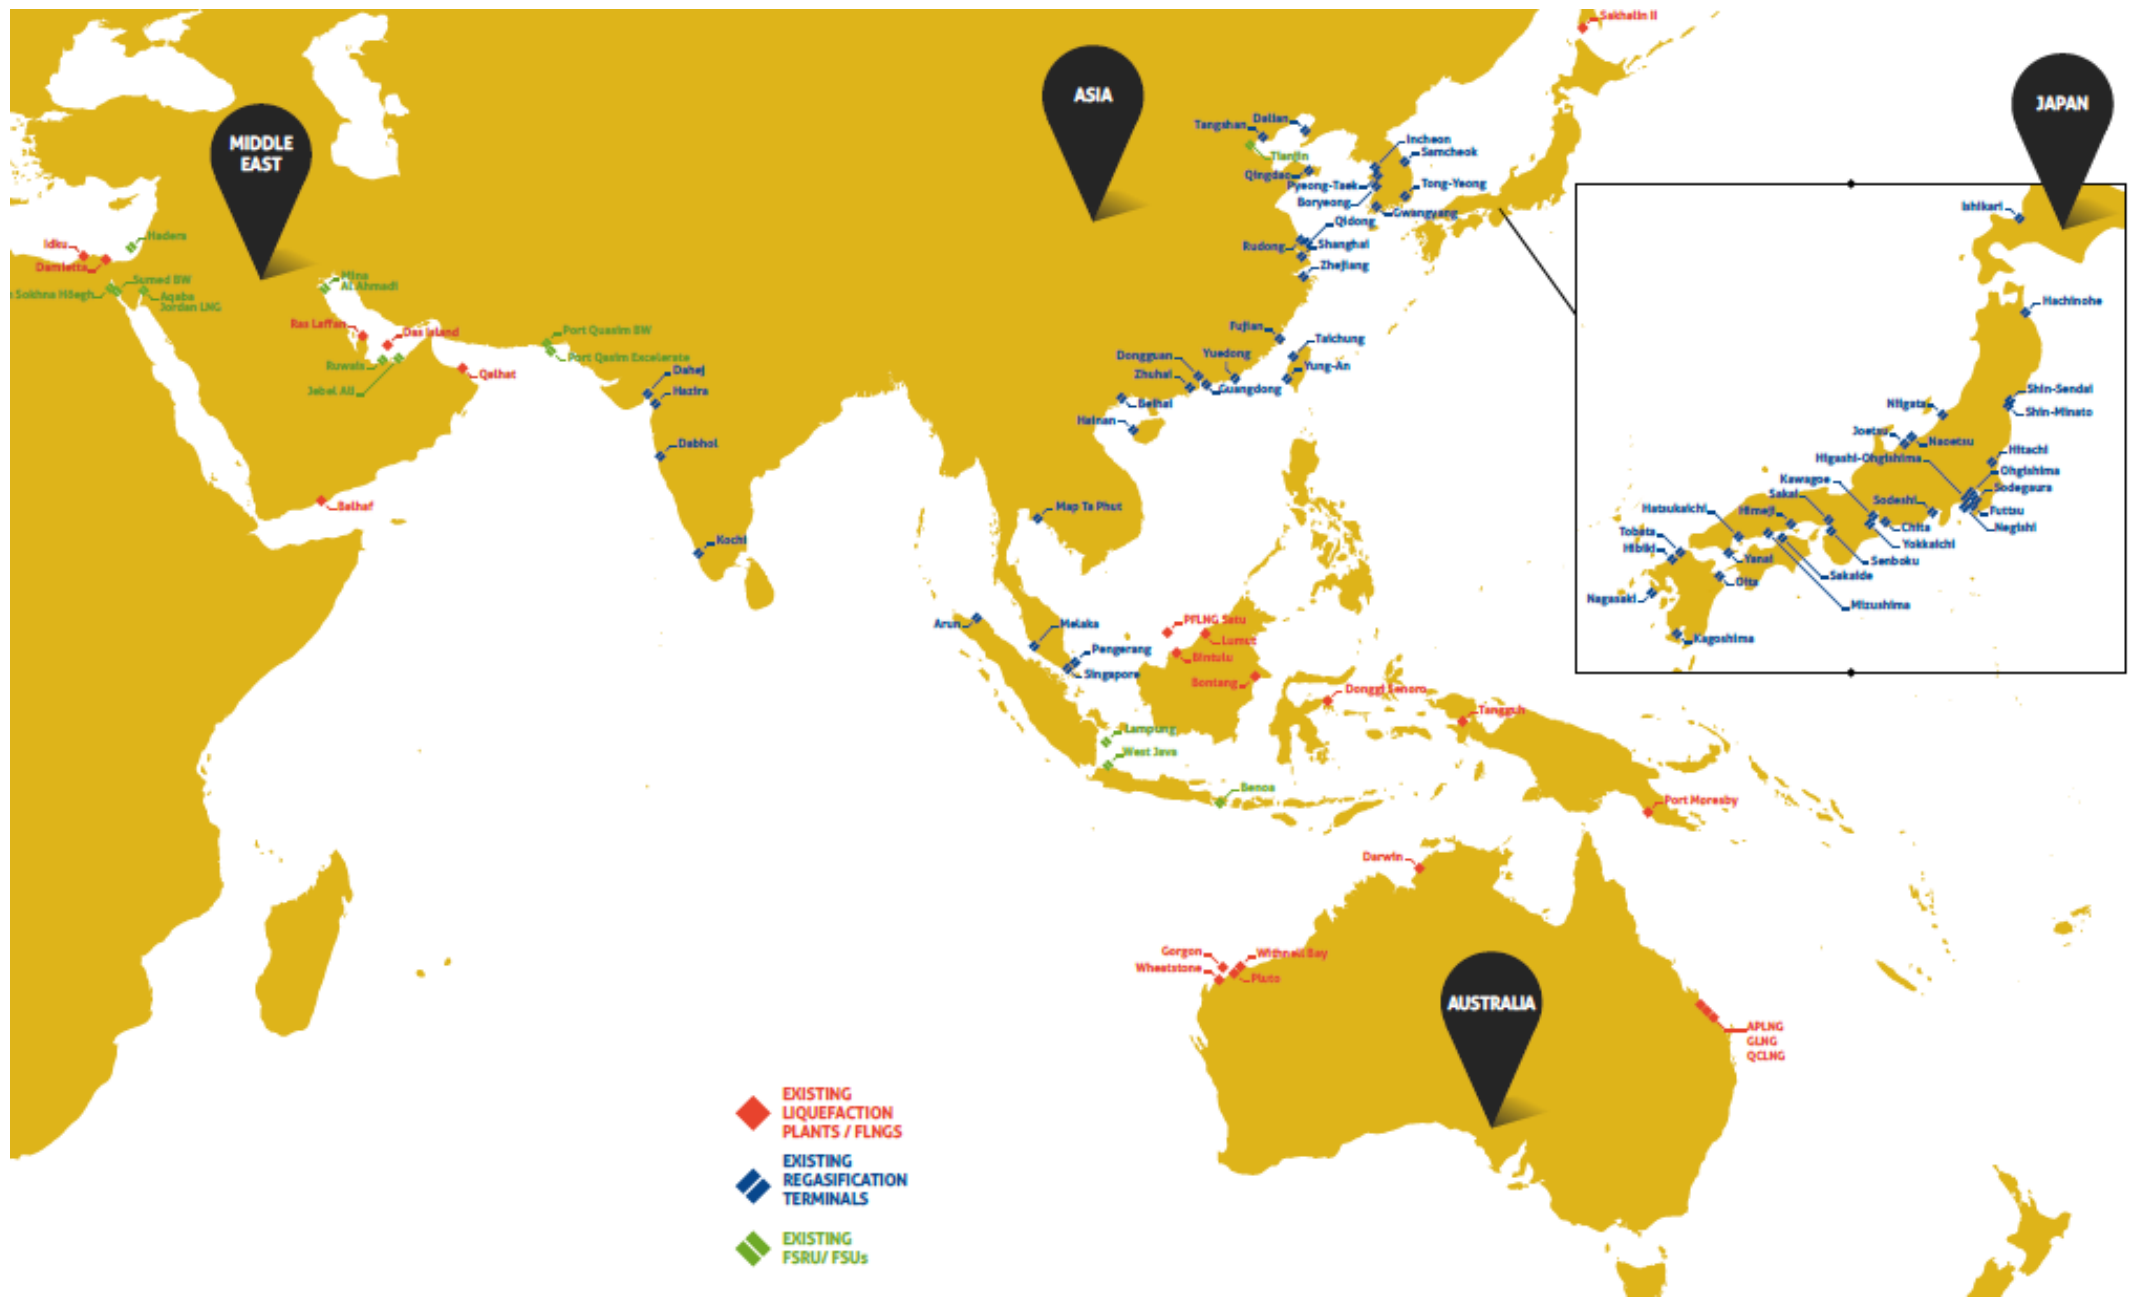 Sakhalin II
MIDDLE
EAST
ASIA
JAPAN
Dalian
Tangshan
Tianjin
Qingdao
Incheon
Samcheok
Pyeong-Taek
Tong-Yeong
Boryeong
Gwangyang
Qidong
Rudong
Shanghai
Zhejiang
Idku
Damietta
Hadera
Sumed BW
Sokhna Höegh
Aqaba
Jordan LNG
Mina
Al Ahmadi
Ras Laffan
Das Island
Ruwais
Jebel Ali
Qalhat
Balhaf
Port Quasim BW
Port Qasim Excelerate
Dahej
Hazira
Dabhol
Kochi
Fujian
Taichung
Dongguan
Yuedong
Yung-An
Zhuhai
Guangdong
Beihai
Hainan
Map Ta Phut
Arun
Melaka
Pengerang
Singapore
PFLNG Satu
Lumut
Bintulu
Bontang
Donggi Senoro
Tangguh
Lampung
West Java
Benoa
Port Moresby
Ishikari
Hachinohe
Shin-Sendai
Shin-Minato
Niigata
Joetsu
Naoetsu
Hitachi
Higashi-Ohgishima
Ohgishima
Kawagoe
Sodegaura
Sakai
Sodeshi
Futtsu
Hatsukaichi
Himeji
Chita
Negishi
Tobata
Hibiki
Yokkaichi
Yanai
Senboku
Oita
Sakaide
Nagasaki
Mizushima
Kagoshima
Darwin
Gorgon
Withnell Bay
Wheatstone
Pluto
AUSTRALIA
APLNG
GLNG
QCLNG
EXISTING
LIQUEFACTION
PLANTS / FLNGS
EXISTING
REGASIFICATION
TERMINALS
EXISTING
FSRU/ FSUs